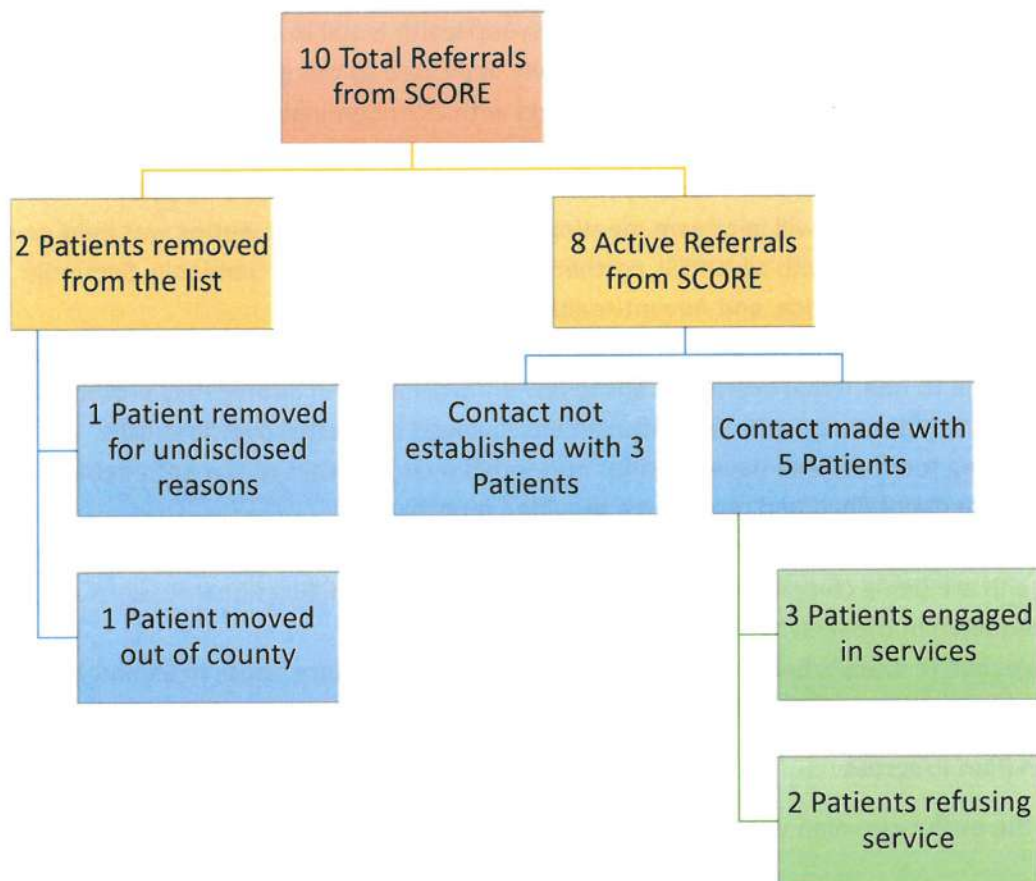 10 Total Referrals
from SCORE
2 Patients removed
from the list
8 Active Referrals
from SCORE
1 Patient removed
for undisclosed
reasons
Contact not
established with 3
Patients
Contact made with
5 Patients
1 Patient moved
out of county
3 Patients engaged
in services
2 Patients refusing
service